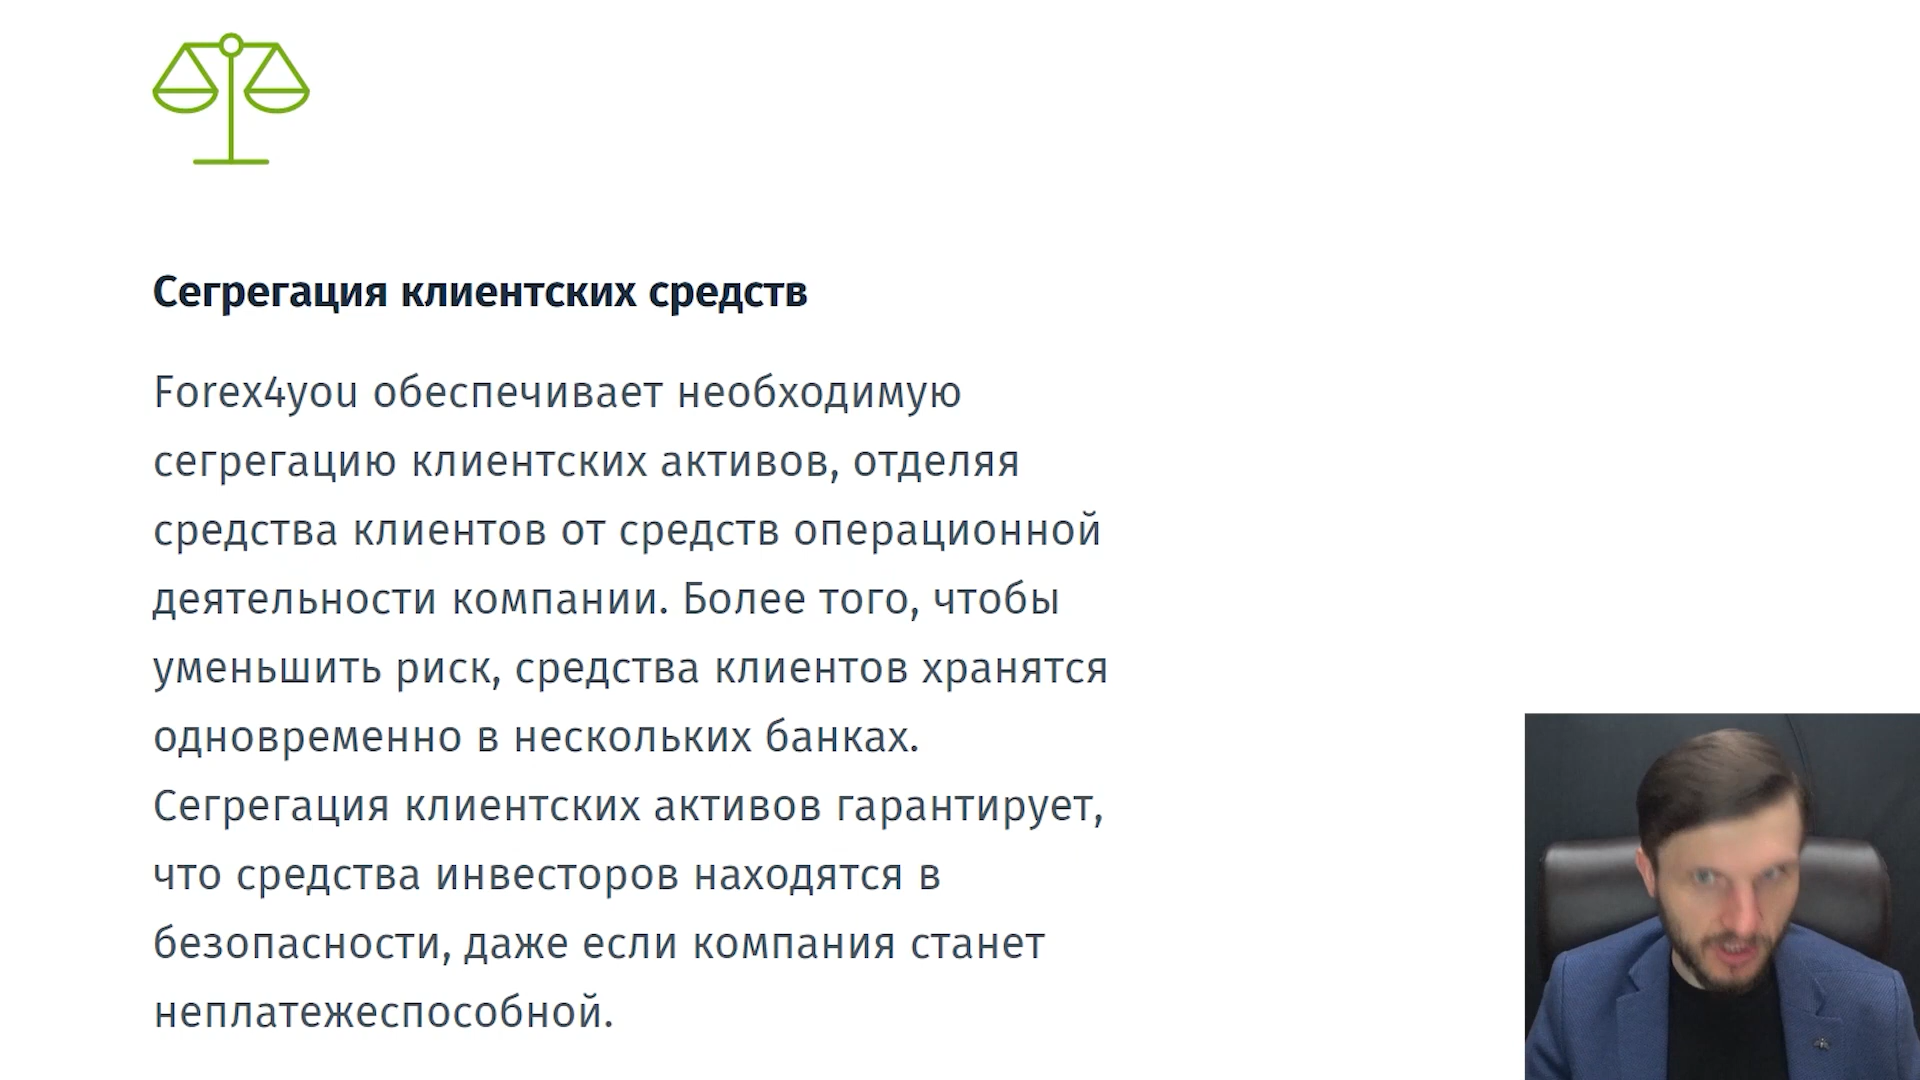 Сегрегация клиентских средств
Forex4you обеспечивает необходимую
сегрегацию клиентских активов, отделяя
средства клиентов от средств операционной
деятельности компании. Более того, чтобы
уменьшить риск, средства клиентов хранятся
одновременно в нескольких банках.
Сегрегация клиентских активов гарантирует,
что средства инвесторов находятся в
безопасности, даже если компания станет
неплатежеспособной.